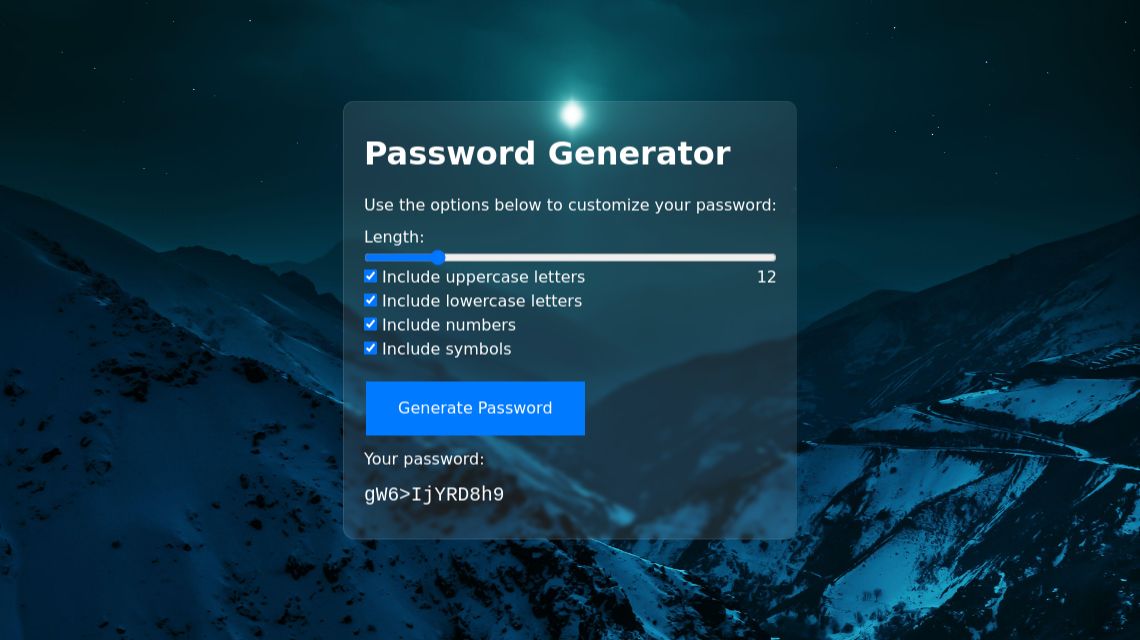 Password Generator
Use the options below to customize your password:
Length:
Include uppercase letters 12
Include lowercase letters
Include numbers
Include symbols
Generate Password
Your password:
gW6>IjYRD8h9